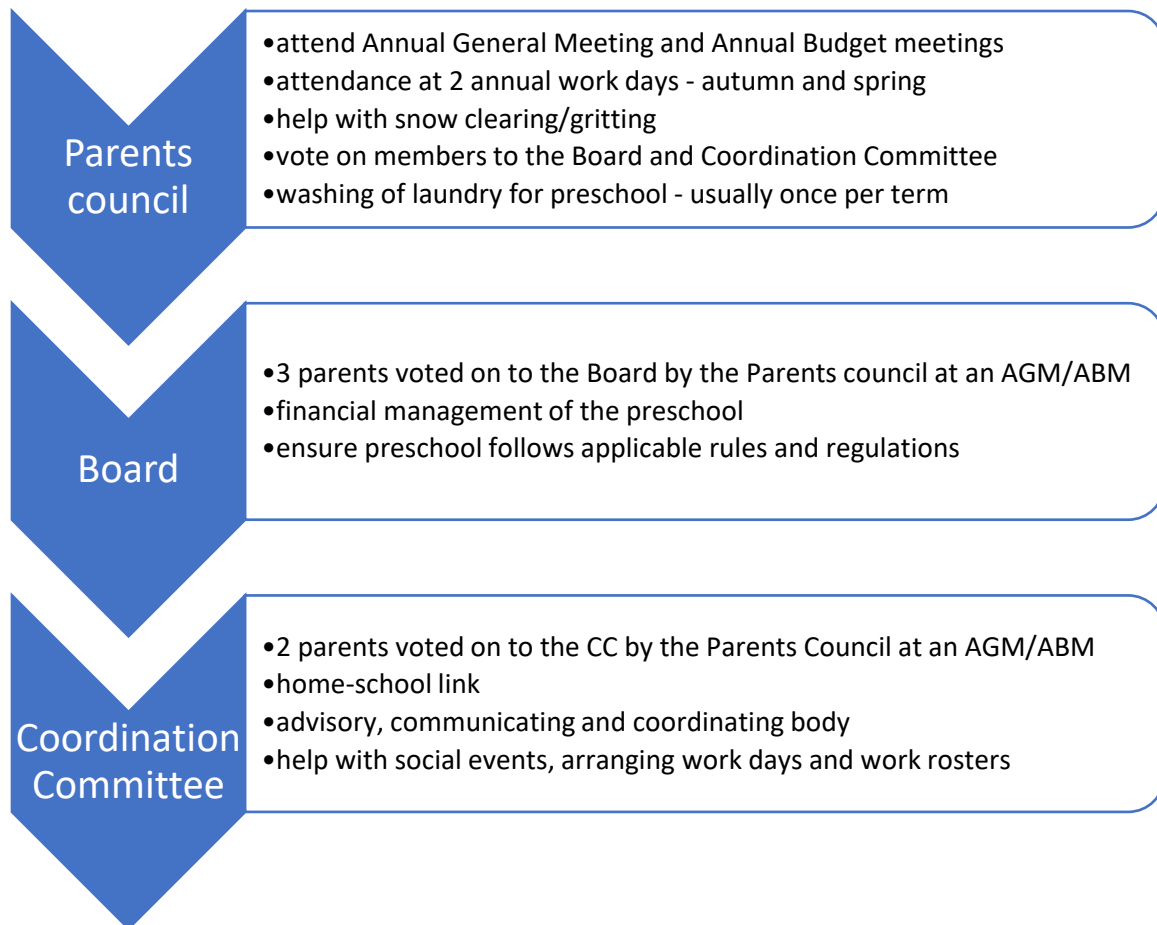 Parents
council
•attend Annual General Meeting and Annual Budget meetings
•attendance at 2 annual work days - autumn and spring
•help with snow clearing/gritting
•vote on members to the Board and Coordination Committee
•washing of laundry for preschool - usually once per term
Board
•3 parents voted on to the Board by the Parents council at an AGM/ABM
•financial management of the preschool
•ensure preschool follows applicable rules and regulations
Coordination
Committee
•2 parents voted on to the CC by the Parents Council at an AGM/ABM
•home-school link
•advisory, communicating and coordinating body
•help with social events, arranging work days and work rosters